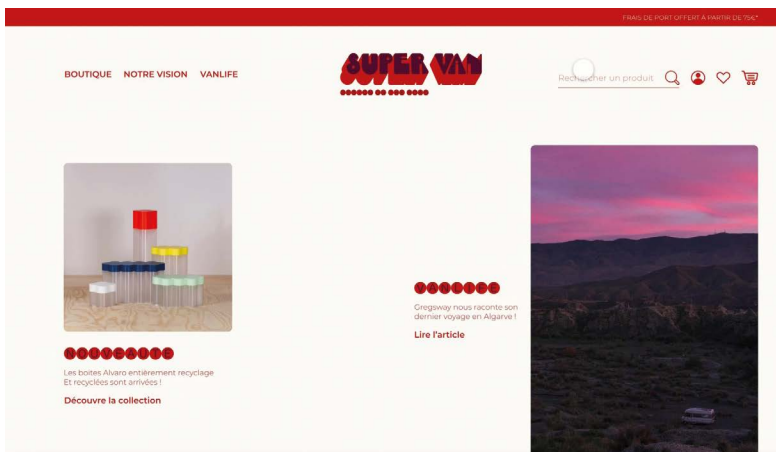 FRAIS DE PORT OFFERT À PARTIR DE 75€*
BOUTIQUE NOTRE VISION VANLIFE
SUPER VAN
Rechercher un produit
NOUVEAUTÉ
Les boites Alvaro entièrement recyclage
Et recyclées sont arrivées !
Découvre la collection
VANLIFE
Gregsway nous raconte son
dernier voyage en Algarve !
Lire l'article